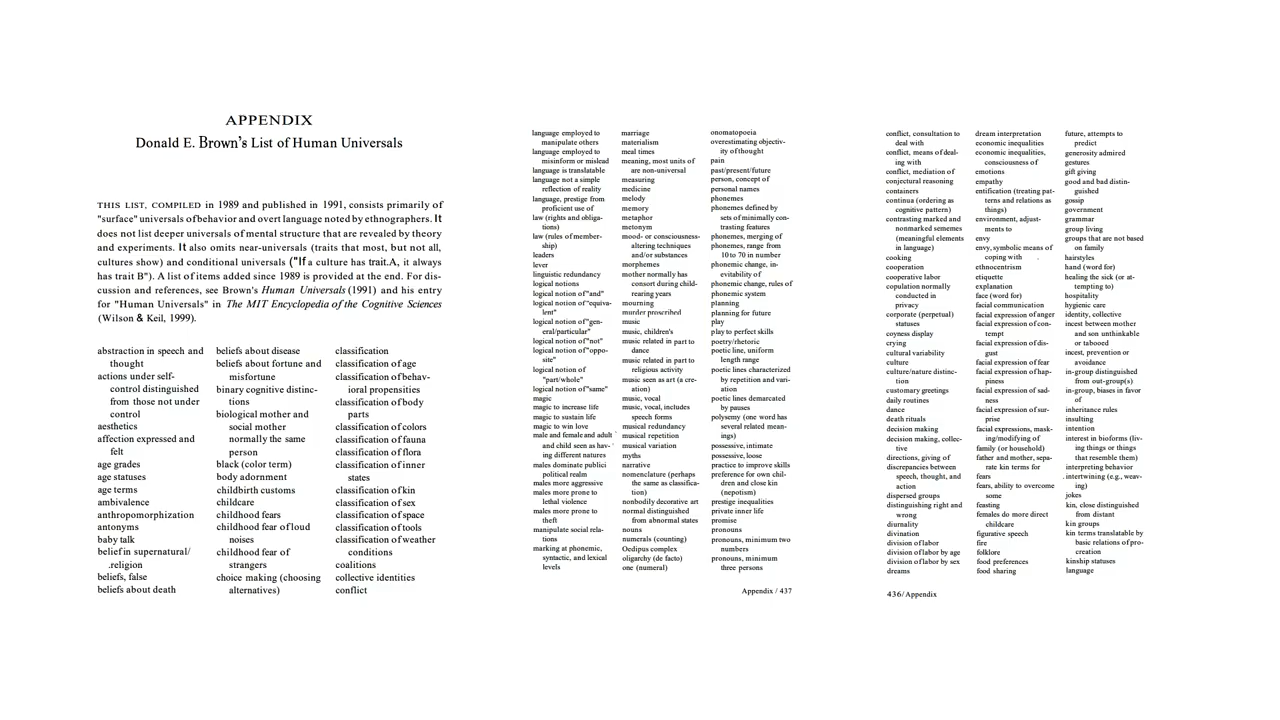 APPENDIX
Donald E. Brown's List of Human Universals
THIS LIST, COMPILED in 1989 and published in 1991, consists primarily of
"surface" universals of behavior and overt language noted by ethnographers. It
does not list deeper universals of mental structure that are revealed by theory
and experiments. It also omits near-universals (traits that most, but not all,
cultures show) and conditional universals ("If a culture has trait.A, it always
has trait B"). A list of items added since 1989 is provided at the end. For dis-
cussion and references, see Brown's Human Universals (1991) and his entry
for "Human Universals" in The MIT Encyclopedia of the Cognitive Sciences
(Wilson & Keil, 1999).
abstraction in speech and
thought
actions under self-
control distinguished
from those not under
control
aesthetics
affection expressed and
felt
age grades
age statuses
age terms
ambivalence
anthropomorphization
antonyms
baby talk
belief in supernatural/
.religion
beliefs, false
beliefs about death
beliefs about disease
beliefs about fortune and
misfortune
binary cognitive distinc-
tions
biological mother and
social mother
normally the same
person
black (color term)
body adornment
childbirth customs
childcare
childhood fears
childhood fear of loud
noises
childhood fear of
strangers
choice making (choosing
alternatives)
classification
classification of age
classification of behav-
ioral propensities
classification of body
parts
classification of colors
classification of fauna
classification of flora
classification of inner
states
classification of kin
classification of sex
classification of space
classification of tools
classification of weather
conditions
coalitions
collective identities
conflict
language employed to
manipulate others
language employed to
misinform or mislead
language is translatable
language not a simple
reflection of reality
language, prestige from
proficient use of
law (rights and obliga-
tions)
law (rules of member-
ship)
leaders
lever
linguistic redundancy
logical notions
logical notion of "and"
logical notion of "equiva-
lent"
logical notion of "gen-
eral/particular"
logical notion of "not"
logical notion of "oppo-
site"
logical notion of
"part/whole"
logical notion of "same"
magic
magic to increase life
magic to sustain life
magic to win love
male and female and adult
and child seen as hav-
ing different natures
males dominate publici
political realm
males more aggressive
males more prone to
lethal violence
males more prone to
theft
manipulate social rela-
tions
marking at phonemic,
syntactic, and lexical
levels
marriage
materialism
meal times
meaning, most units of
are non-universal
measuring
medicine
melody
memory
metaphor
metonym
mood- or consciousness-
altering techniques
and/or substances
morphemes
mother normally has
consort during child-
rearing years
mourning
murder proscribed
music
music, children's
music related in part to
dance
music related in part to
religious activity
music seen as art (a cre-
ation)
music, vocal
music, vocal, includes
speech forms
musical redundancy
musical repetition
musical variation
myths
narrative
nomenclature (perhaps
the same as classifica-
tion)
nonbodily decorative art
normal distinguished
from abnormal states
nouns
numerals (counting)
Oedipus complex
oligarchy (de facto)
one (numeral)
onomatopoeia
overestimating objectiv-
ity of thought
pain
past/present/future
person, concept of
personal names
phonemes
phonemes defined by
sets of minimally con-
trasting features
phonemes, merging of
phonemes, range from
10 to 70 in number
phonemic change, in-
evitability of
phonemic change, rules of
phonemic system
planning
planning for future
play
play to perfect skills
poetry/rhetoric
poetic line, uniform
length range
poetic lines characterized
by repetition and vari-
ation
poetic lines demarcated
by pauses
polysemy (one word has
several related mean-
ings)
possessive, intimate
possessive, loose
practice to improve skills
preference for own chil-
dren and close kin
(nepotism)
prestige inequalities
private inner life
promise
pronouns
pronouns, minimum two
numbers
pronouns, minimum
three persons
Appendix / 437
conflict, consultation to
deal with
conflict, means of deal-
ing with
conflict, mediation of
conjectural reasoning
containers
continua (ordering as
cognitive pattern)
contrasting marked and
nonmarked sememes
(meaningful elements
in language)
cooking
cooperation
cooperative labor
copulation normally
conducted in
privacy
corporate (perpetual)
statuses
coyness display
crying
cultural variability
culture
culture/nature distinc-
tion
customary greetings
daily routines
dance
death rituals
decision making
decision making, collec-
tive
directions, giving of
discrepancies between
speech, thought, and
action
dispersed groups
distinguishing right and
wrong
diurnality
divination
division of labor
division of labor by age
division of labor by sex
dreams
dream interpretation
economic inequalities
economic inequalities,
consciousness of
emotions
empathy
entification (treating pat-
terns and relations as
things)
environment, adjust-
ments to
envy
envy, symbolic means of
coping with
ethnocentrism
etiquette
explanation
face (word for)
facial communication
facial expression of anger
facial expression of con-
tempt
facial expression of dis-
gust
facial expression of fear
facial expression of hap-
piness
facial expression of sad-
ness
facial expression of sur-
prise
facial expressions, mask-
ing/modifying of
family (or household)
father and mother, sepa-
rate kin terms for
fears
fears, ability to overcome
some
feasting
females do more direct
childcare
figurative speech
fire
folklore
food preferences
food sharing
future, attempts to
predict
generosity admired
gestures
gift giving
good and bad distin-
guished
gossip
government
grammar
group living
groups that are not based
on family
hairstyles
hand (word for)
healing the sick (or at-
tempting to)
hospitality
hygienic care
identity, collective
incest between mother
and son unthinkable
or tabooed
incest, prevention or
avoidance
in-group distinguished
from out-group(s)
in-group, biases in favor
of
inheritance rules
insulting
intention
interest in bioforms (liv-
ing things or things
that resemble them)
interpreting behavior
. intertwining (e.g., weav-
ing)
jokes
kin, close distinguished
from distant
kin groups
kin terms translatable by
basic relations of pro-
creation
kinship statuses
language
436/Appendix